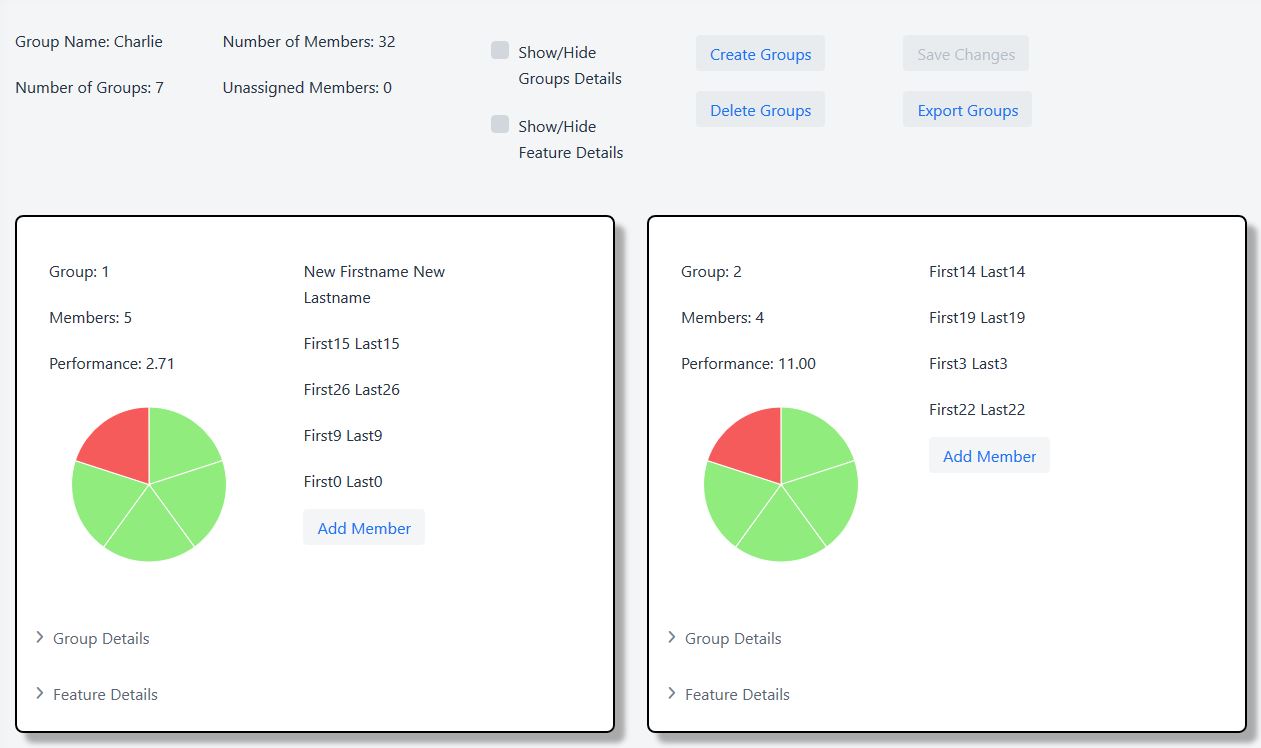 Group Name: Charlie
Number of Groups: 7
Number of Members: 32
Unassigned Members: 0
Show/Hide
Groups Details
Show/Hide
Feature Details
Create Groups
Delete Groups
Save Changes
Export Groups
Group: 1
Members: 5
Performance: 2.71
New Firstname New
Lastname
First15 Last15
First26 Last26
First9 Last9
First0 Last0
Add Member
Group Details
Feature Details
Group: 2
Members: 4
Performance: 11.00
First14 Last14
First19 Last19
First3 Last3
First22 Last22
Add Member
Group Details
Feature Details